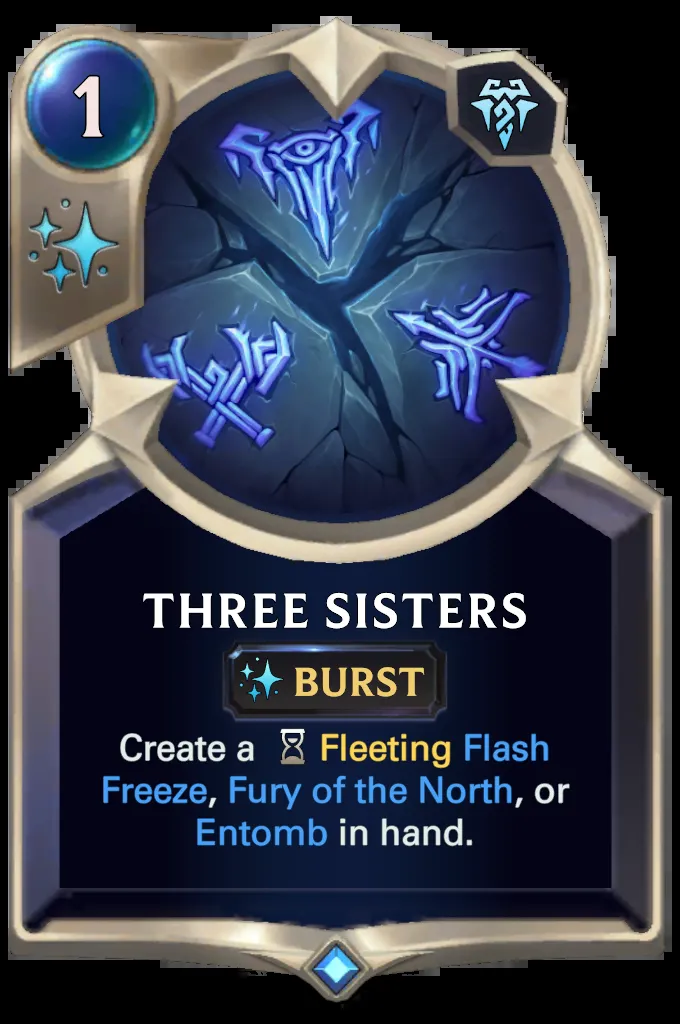 1
THREE SISTERS
BURST
Create a Fleeting Flash
Freeze, Fury of the North, or
Entomb in hand.